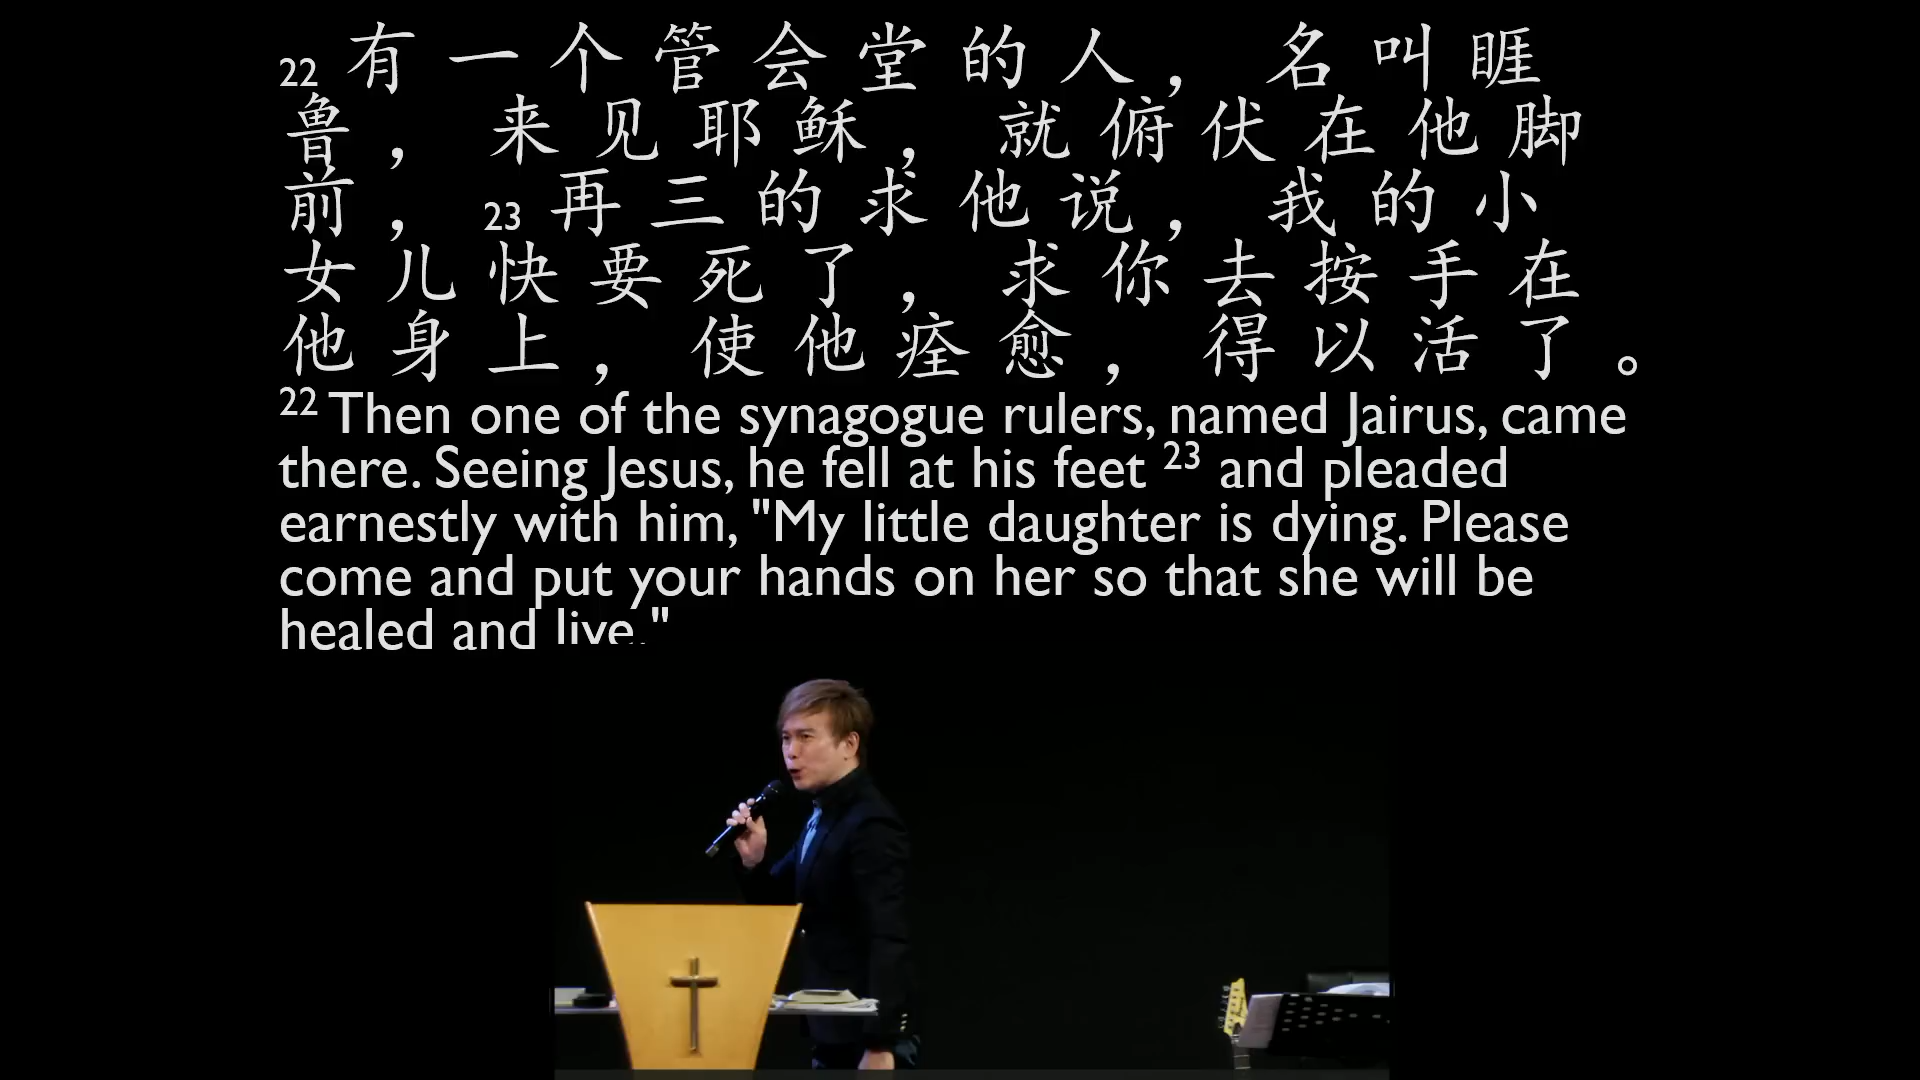 22 有一个管会堂的人，名叫睚
鲁，来见耶稣，就俯伏在他脚
前，23 再三的求他说，我的小
女儿快要死了，求你去按手在
他身上，使他痊愈，得以活了。
22 Then one of the synagogue rulers, named Jairus, came
there. Seeing Jesus, he fell at his feet 23 and pleaded
earnestly with him, "My little daughter is dying. Please
come and put your hands on her so that she will be
healed and live."